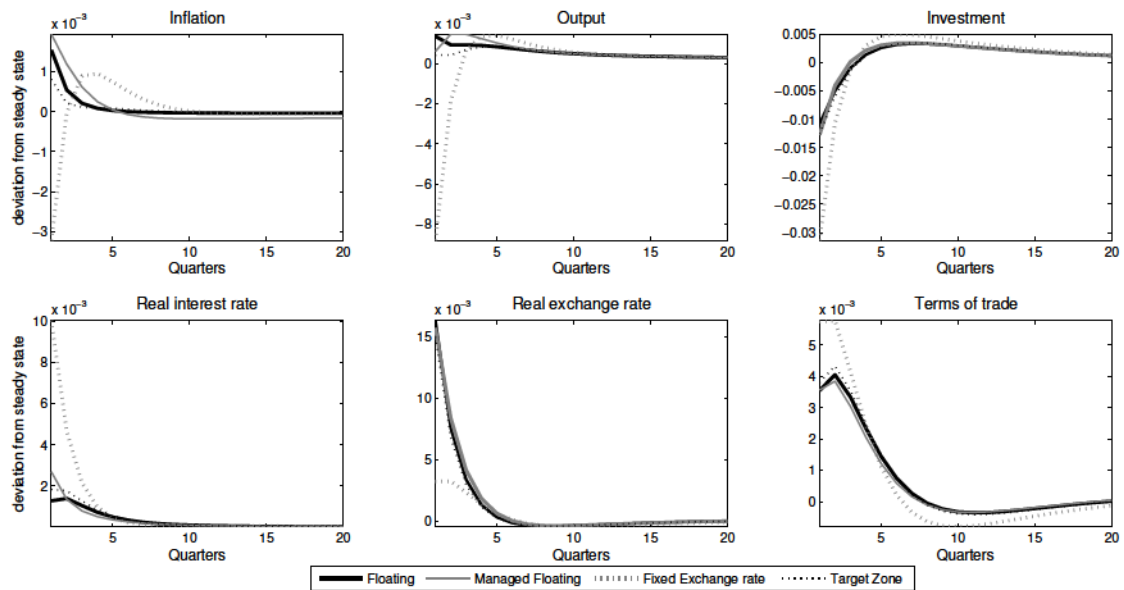 Inflation
x 10⁻³
deviation from steady state
1
0
−1
−2
−3
5 10 15 20
Quarters
Output
x 10⁻³
0
−2
−4
−6
−8
5 10 15 20
Quarters
Investment
0.005
0
−0.005
−0.01
−0.015
−0.02
−0.025
−0.03
5 10 15 20
Quarters
Real interest rate
x 10⁻³
deviation from steady state
10
8
6
4
2
5 10 15 20
Quarters
Real exchange rate
x 10⁻³
15
10
5
0
5 10 15 20
Quarters
Terms of trade
x 10⁻³
5
4
3
2
1
0
5 10 15 20
Quarters
Floating Managed Floating Fixed Exchange rate Target Zone